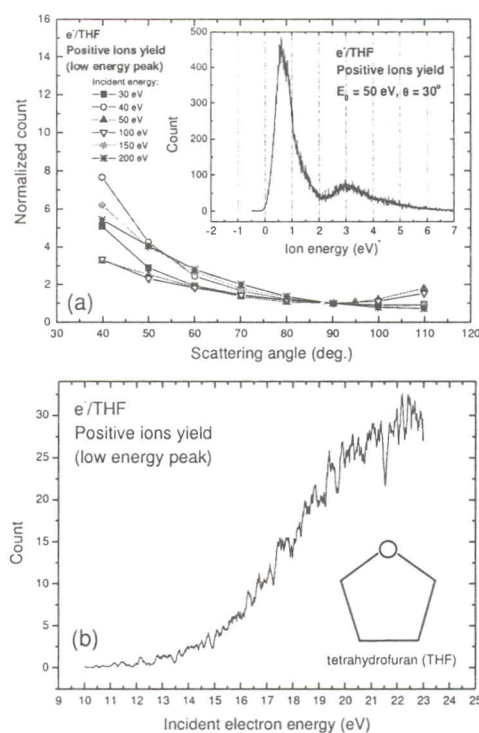 e⁻/THF
Positive ions yield
(low energy peak)
Incident energy:
30 eV
40 eV
50 eV
100 eV
150 eV
200 eV
e⁻/THF
Positive ions yield
E₀ = 50 eV, θ = 30°
Count
500
400
300
200
100
0
-2 -1 0 1 2 3 4 5 6 7
Ion energy (eV)
Normalized count
16
14
12
10
8
6
4
2
0
(a)
30 40 50 60 70 80 90 100 110 120
Scattering angle (deg.)
e⁻/THF
Positive ions yield
(low energy peak)
Count
30
25
20
15
10
5
0
(b)
tetrahydrofuran (THF)
9 10 11 12 13 14 15 16 17 18 19 20 21 22 23 24 25
Incident electron energy (eV)